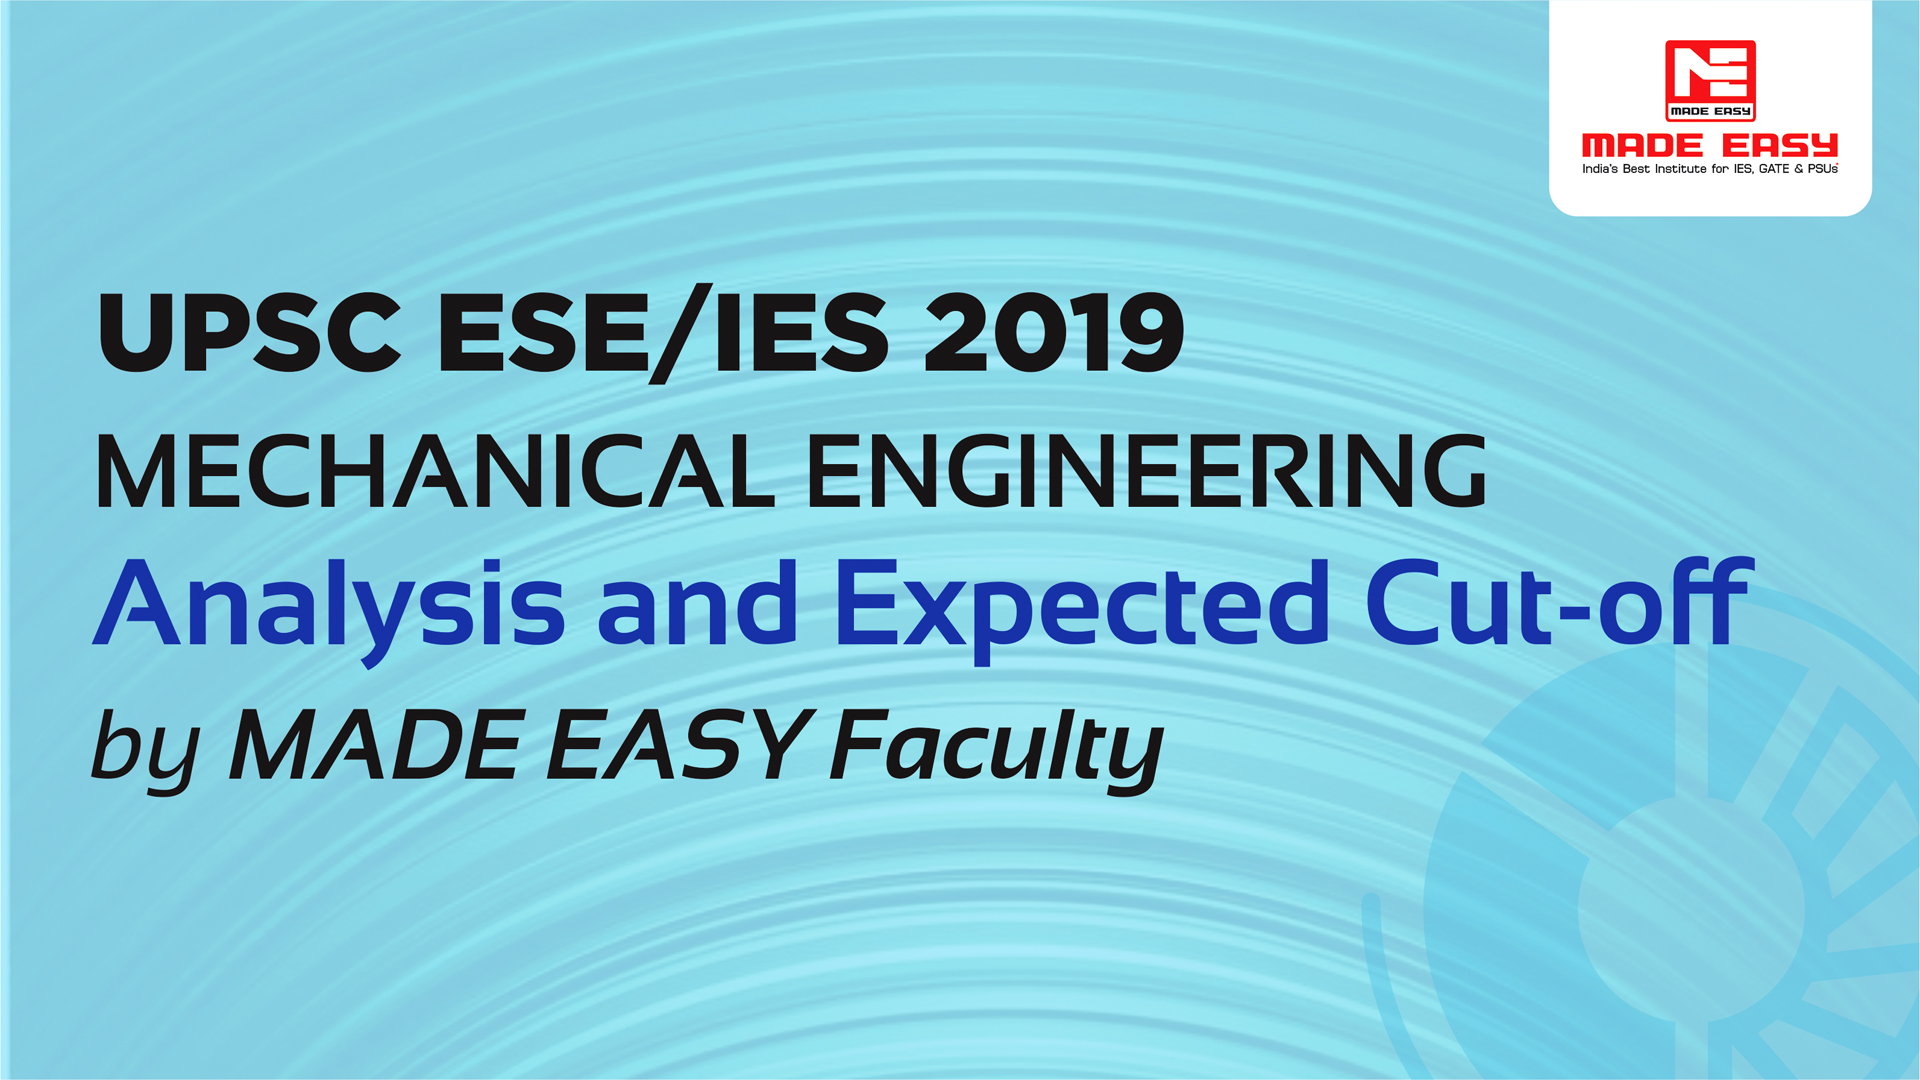 MADE EASY
MADE EASY
India's Best Institute for IES, GATE & PSUs
UPSC ESE/IES 2019
MECHANICAL ENGINEERING
Analysis and Expected Cut-off
by MADE EASY Faculty